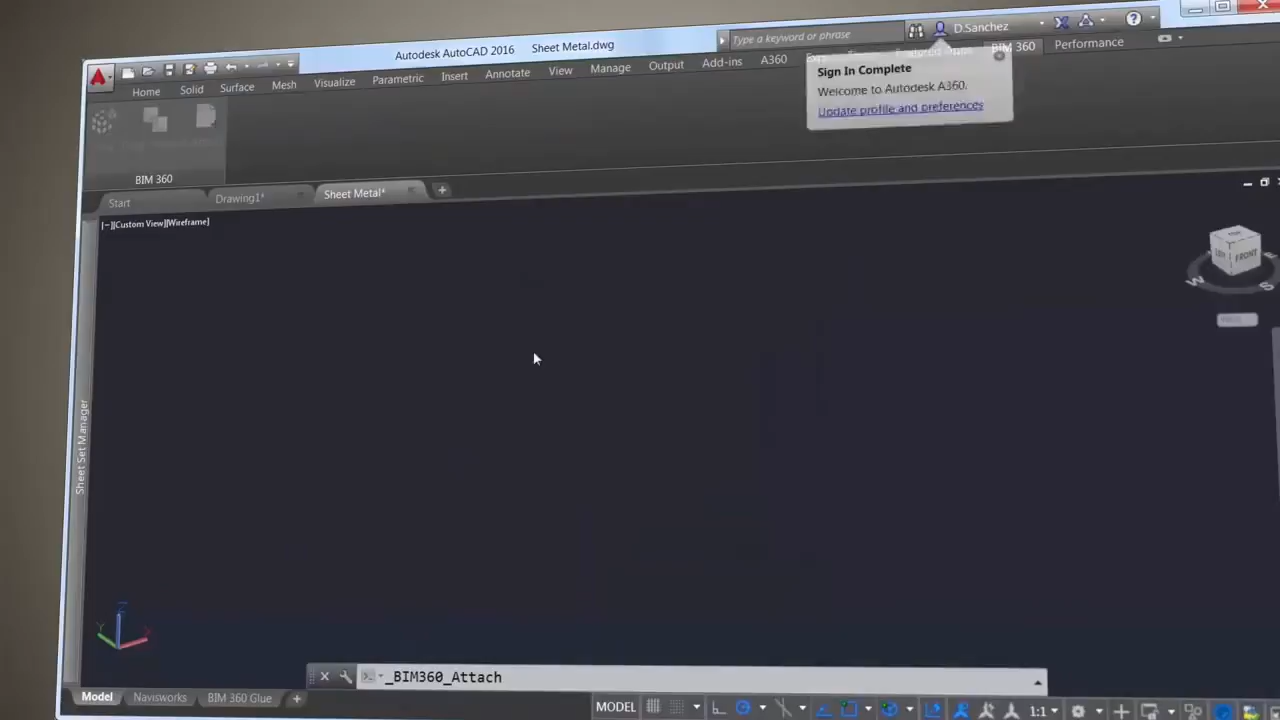 Autodesk AutoCAD 2016 Sheet Metal.dwg Type a keyword or phrase D.Sanchez
Home Solid Surface Mesh Visualize Parametric Insert Annotate View Manage Output Add-ins A360 BIM 360 Performance
Sign In Complete
Welcome to Autodesk A360.
Update profile and preferences
BIM 360
Start Drawing1* Sheet Metal*
[−][Custom View][Wireframe]
FRONT
W S
Sheet Set Manager
Z
Y X
_BIM360_Attach
Model Navisworks BIM 360 Glue
MODEL 1:1